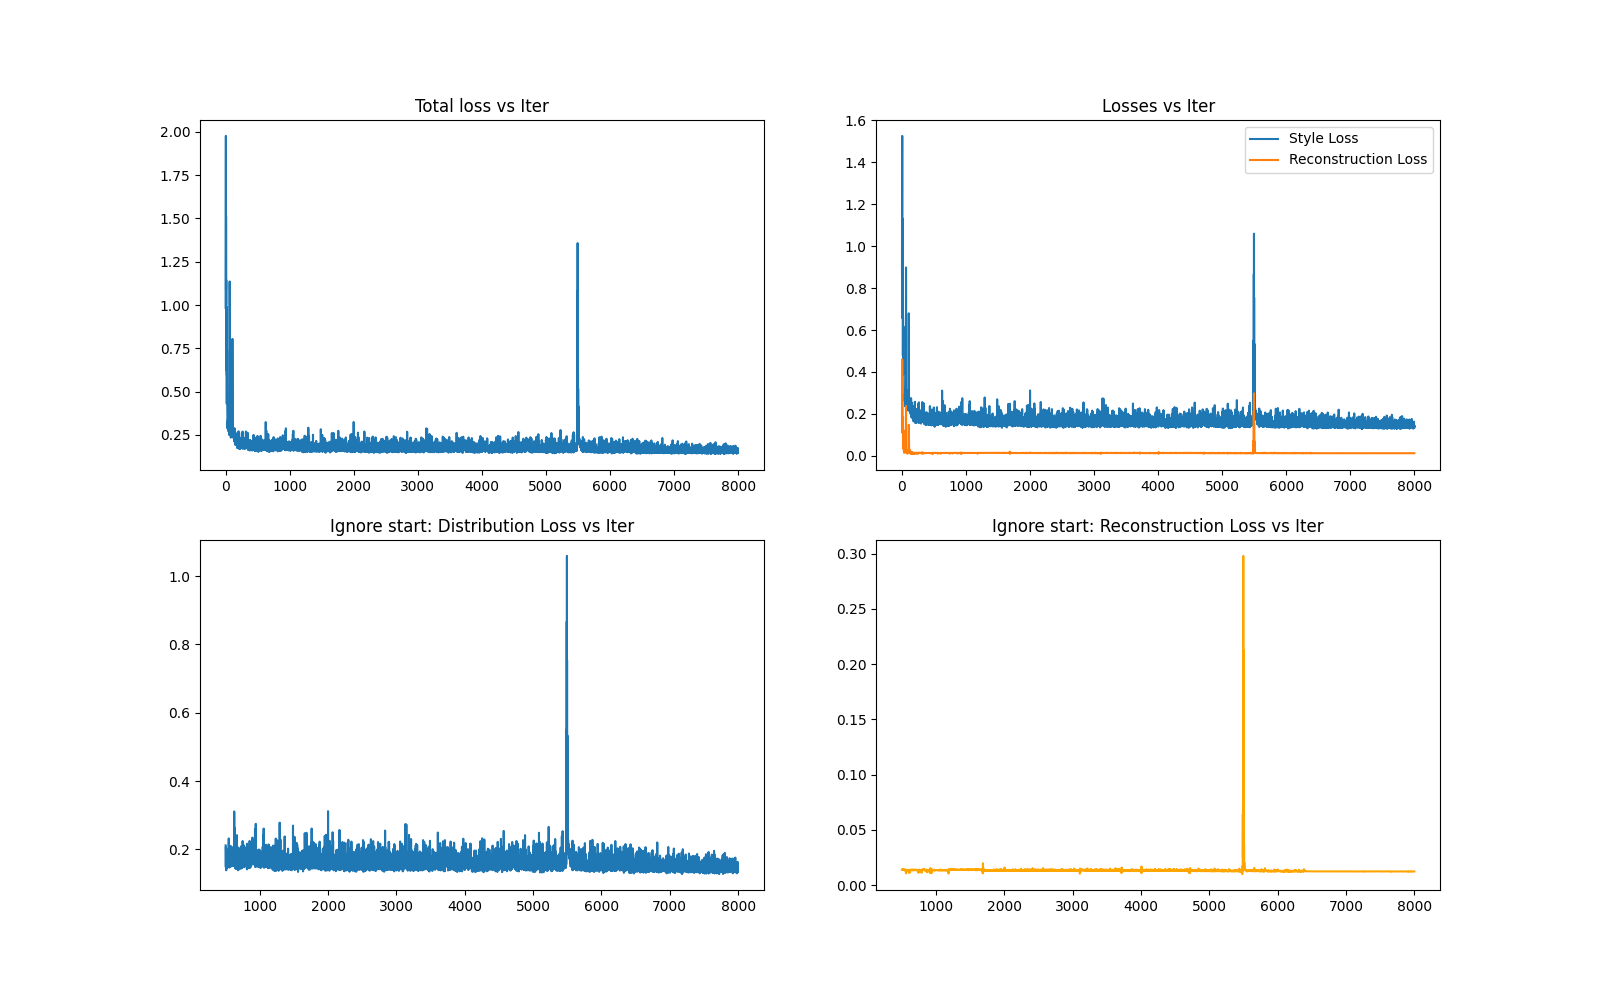 Total loss vs Iter
2.00
1.75
1.50
1.25
1.00
0.75
0.50
0.25
0 1000 2000 3000 4000 5000 6000 7000 8000
Losses vs Iter
Style Loss
Reconstruction Loss
1.6
1.4
1.2
1.0
0.8
0.6
0.4
0.2
0.0
0 1000 2000 3000 4000 5000 6000 7000 8000
Ignore start: Distribution Loss vs Iter
1.0
0.8
0.6
0.4
0.2
1000 2000 3000 4000 5000 6000 7000 8000
Ignore start: Reconstruction Loss vs Iter
0.30
0.25
0.20
0.15
0.10
0.05
0.00
1000 2000 3000 4000 5000 6000 7000 8000